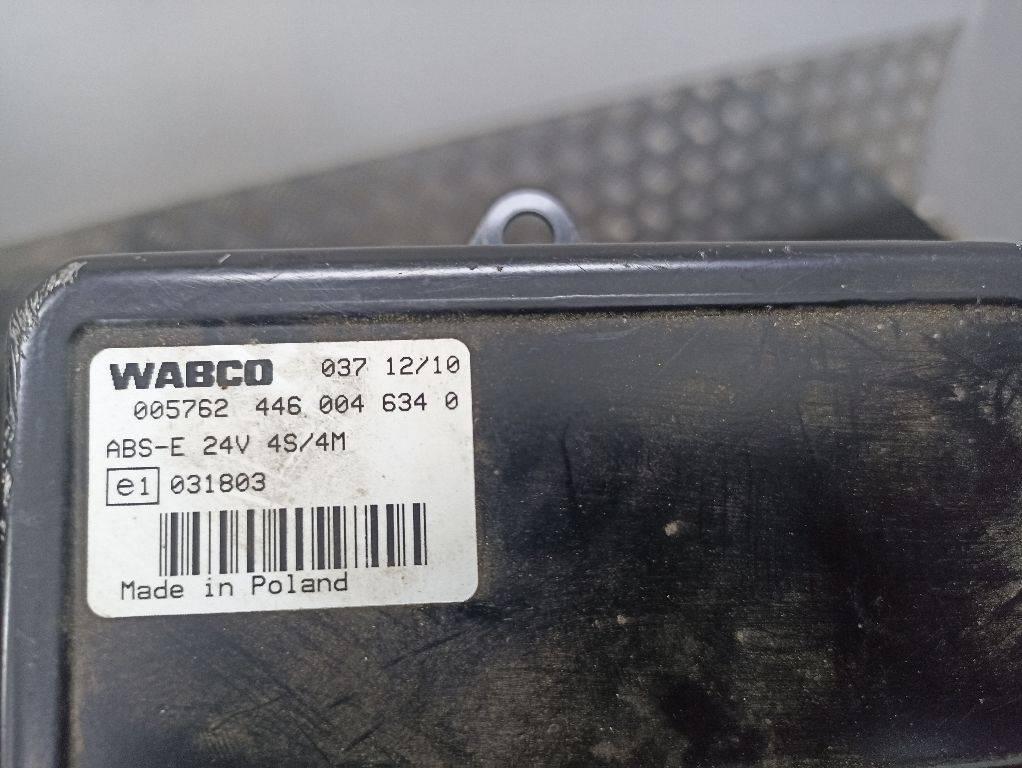 WABCO 037 12/10
005762 446 004 634 0
ABS-E 24V 4S/4M
e1 031803
Made in Poland